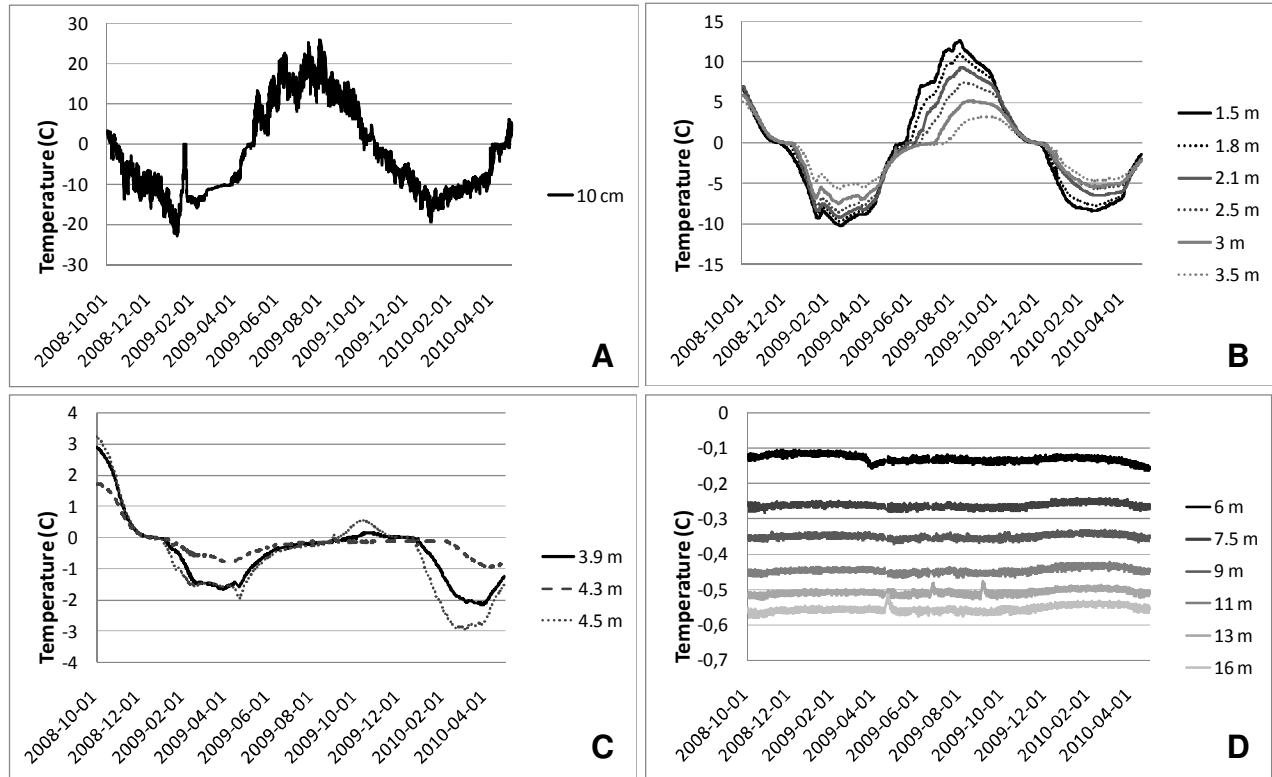 30
20
10
0
-10
-20
-30
Temperature (C)
2008-10-01
2008-12-01
2009-02-01
2009-04-01
2009-06-01
2009-08-01
2009-10-01
2009-12-01
2010-02-01
2010-04-01
10 cm
A
15
10
5
0
-5
-10
-15
Temperature (C)
2008-10-01
2008-12-01
2009-02-01
2009-04-01
2009-06-01
2009-08-01
2009-10-01
2009-12-01
2010-02-01
2010-04-01
1.5 m
1.8 m
2.1 m
2.5 m
3 m
3.5 m
B
4
3
2
1
0
-1
-2
-3
-4
Temperature (C)
2008-10-01
2008-12-01
2009-02-01
2009-04-01
2009-06-01
2009-08-01
2009-10-01
2009-12-01
2010-02-01
2010-04-01
3.9 m
4.3 m
4.5 m
C
0
-0,1
-0,2
-0,3
-0,4
-0,5
-0,6
-0,7
Temperature (C)
2008-10-01
2008-12-01
2009-02-01
2009-04-01
2009-06-01
2009-08-01
2009-10-01
2009-12-01
2010-02-01
2010-04-01
6 m
7.5 m
9 m
11 m
13 m
16 m
D